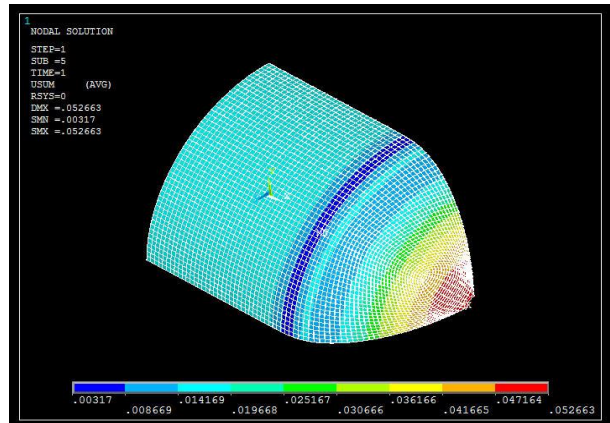 1
NODAL SOLUTION
STEP=1
SUB =5
TIME=1
USUM (AVG)
RSYS=0
DMX =.052663
SMN =.00317
SMX =.052663
.00317 .014169 .025167 .036166 .047164
.008669 .019668 .030666 .041665 .052663